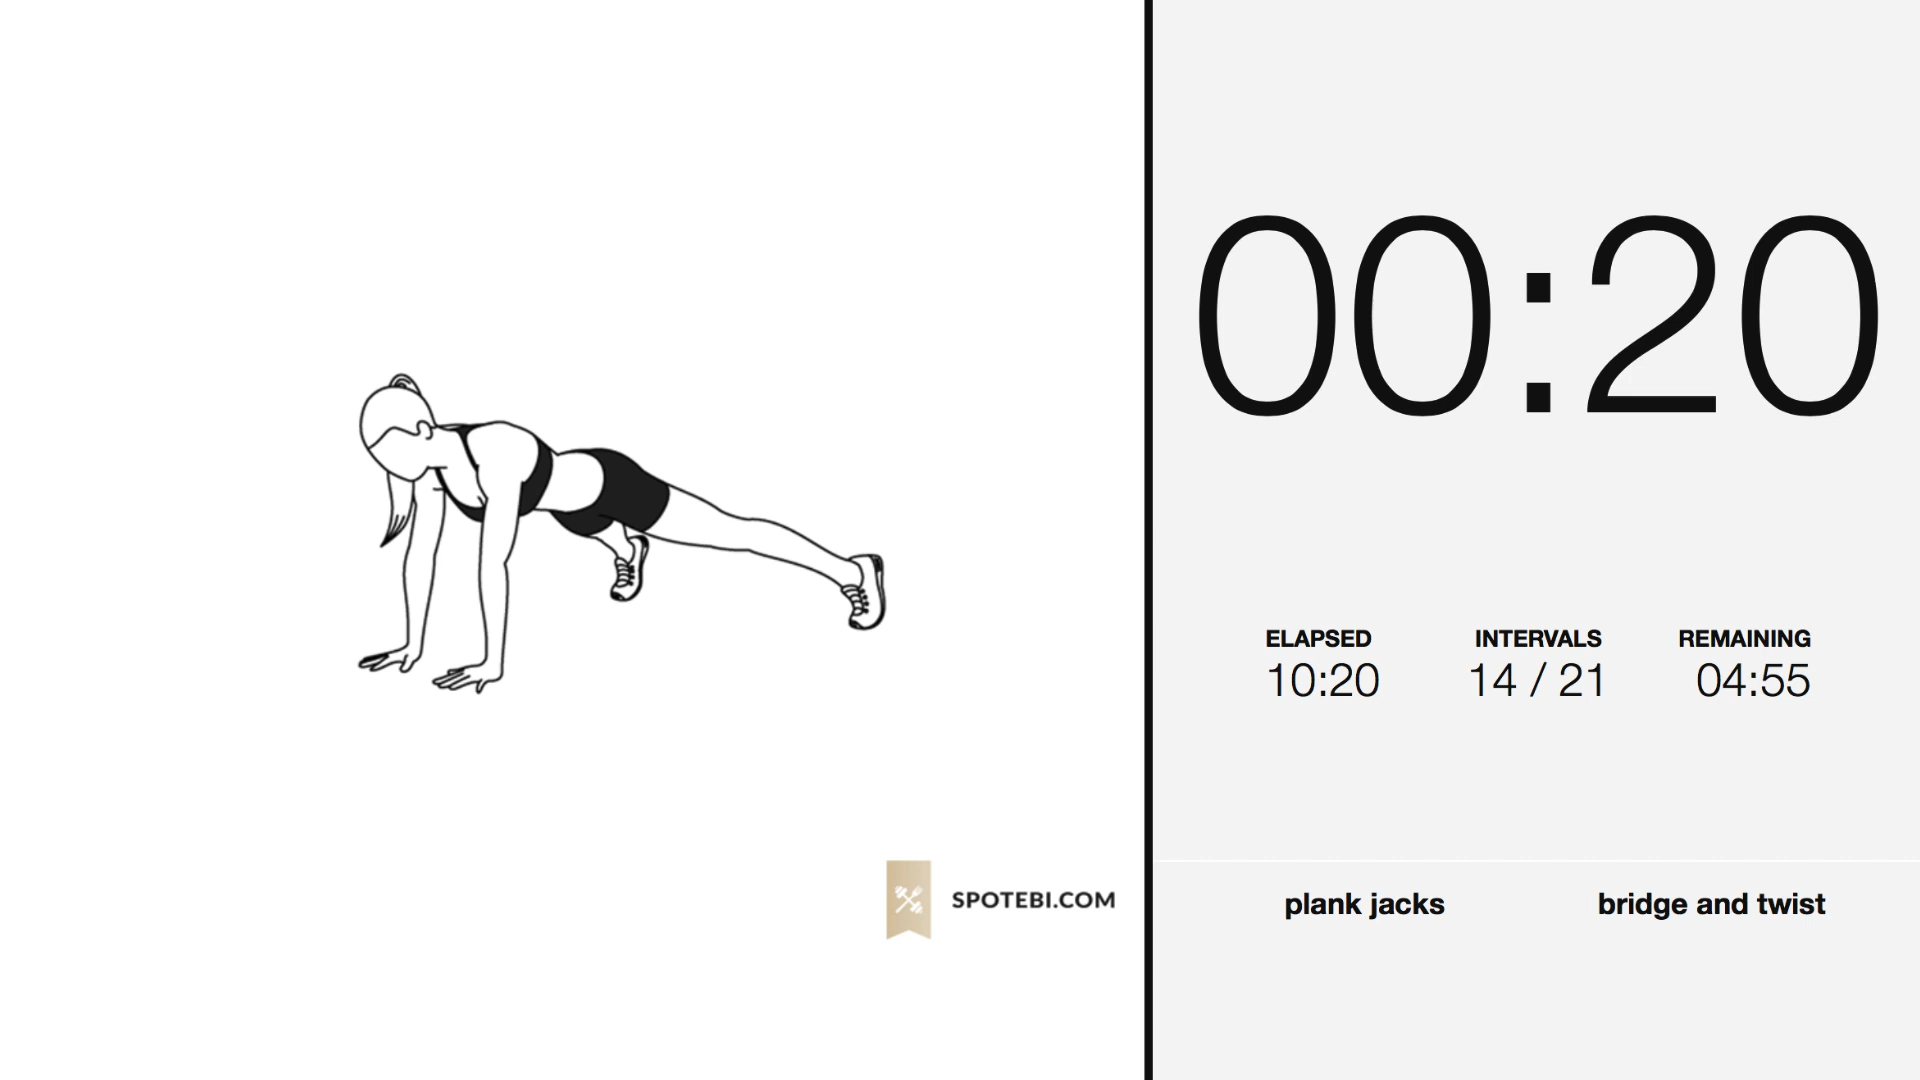 00:20
ELAPSED INTERVALS REMAINING
10:20 14 / 21 04:55
SPOTEBI.COM
plank jacks bridge and twist